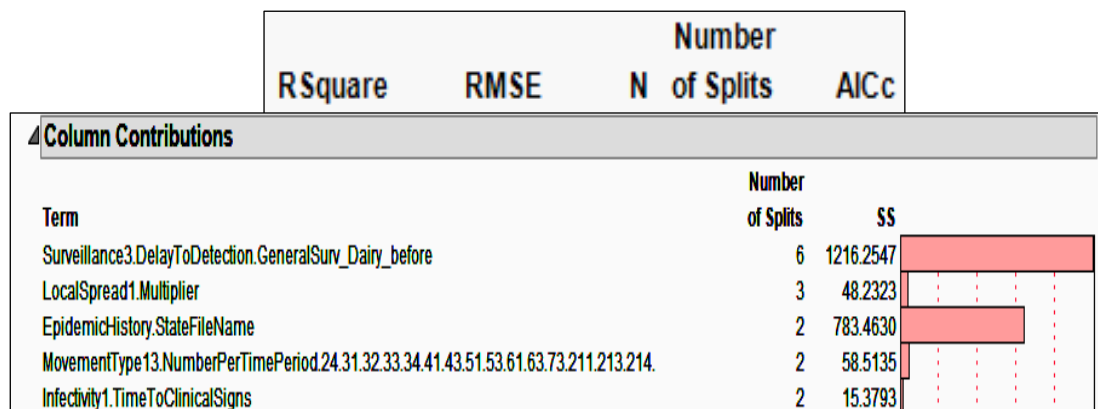 Number
RSquare RMSE N of Splits AICc
Column Contributions
Number
Term of Splits SS
Surveillance3.DelayToDetection.GeneralSurv_Dairy_before 6 1216.2547
LocalSpread1.Multiplier 3 48.2323
EpidemicHistory.StateFileName 2 783.4630
MovementType13.NumberPerTimePeriod.24.31.32.33.34.41.43.51.53.61.63.73.211.213.214. 2 58.5135
Infectivity1.TimeToClinicalSigns 2 15.3793